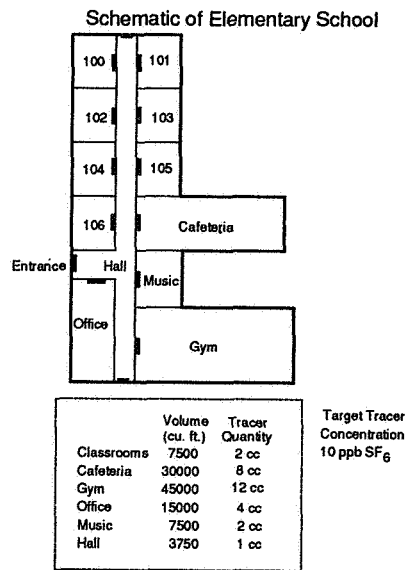 Schematic of Elementary School
100 101
102 103
104 105
106 Cafeteria
Entrance Hall Music
Office
Gym
Volume Tracer
(cu. ft.) Quantity
Classrooms 7500 2 cc
Cafeteria 30000 8 cc
Gym 45000 12 cc
Office 15000 4 cc
Music 7500 2 cc
Hall 3750 1 cc
Target Tracer
Concentration
10 ppb SF6